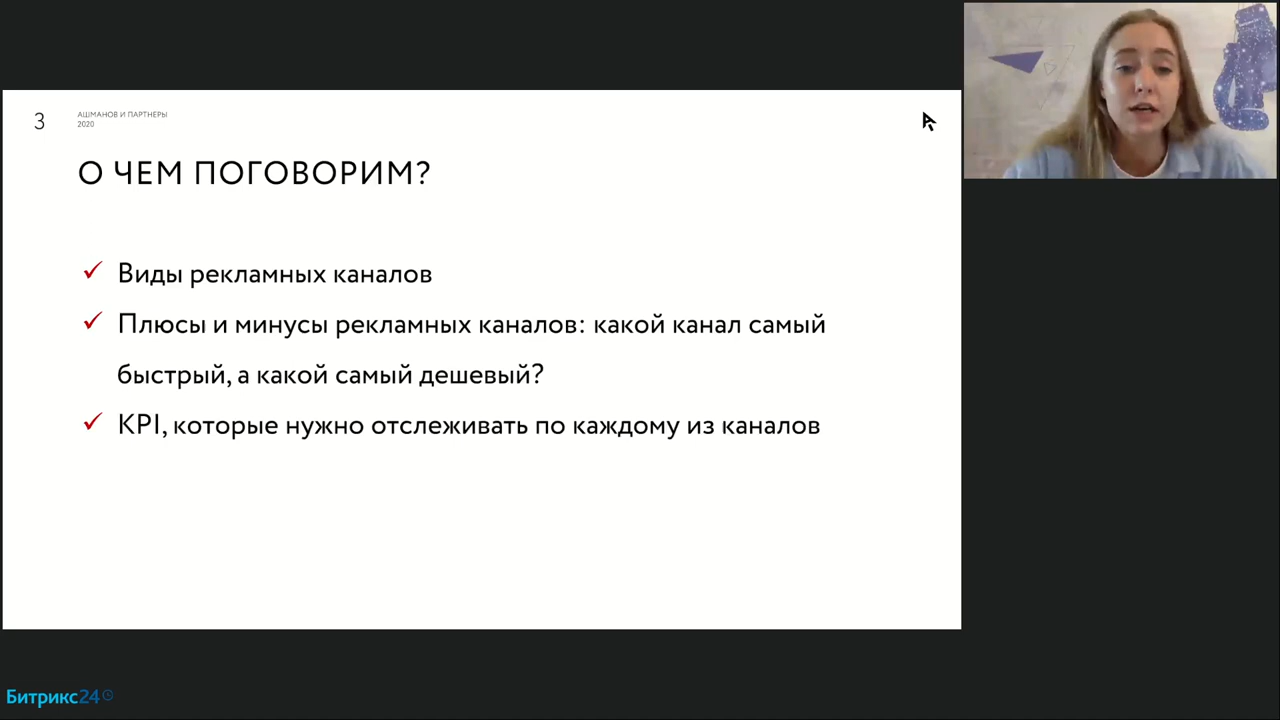 3
АШМАНОВ И ПАРТНЕРЫ
2020
О ЧЕМ ПОГОВОРИМ?
✓ Виды рекламных каналов
✓ Плюсы и минусы рекламных каналов: какой канал самый
быстрый, а какой самый дешевый?
✓ KPI, которые нужно отслеживать по каждому из каналов
Битрикс24